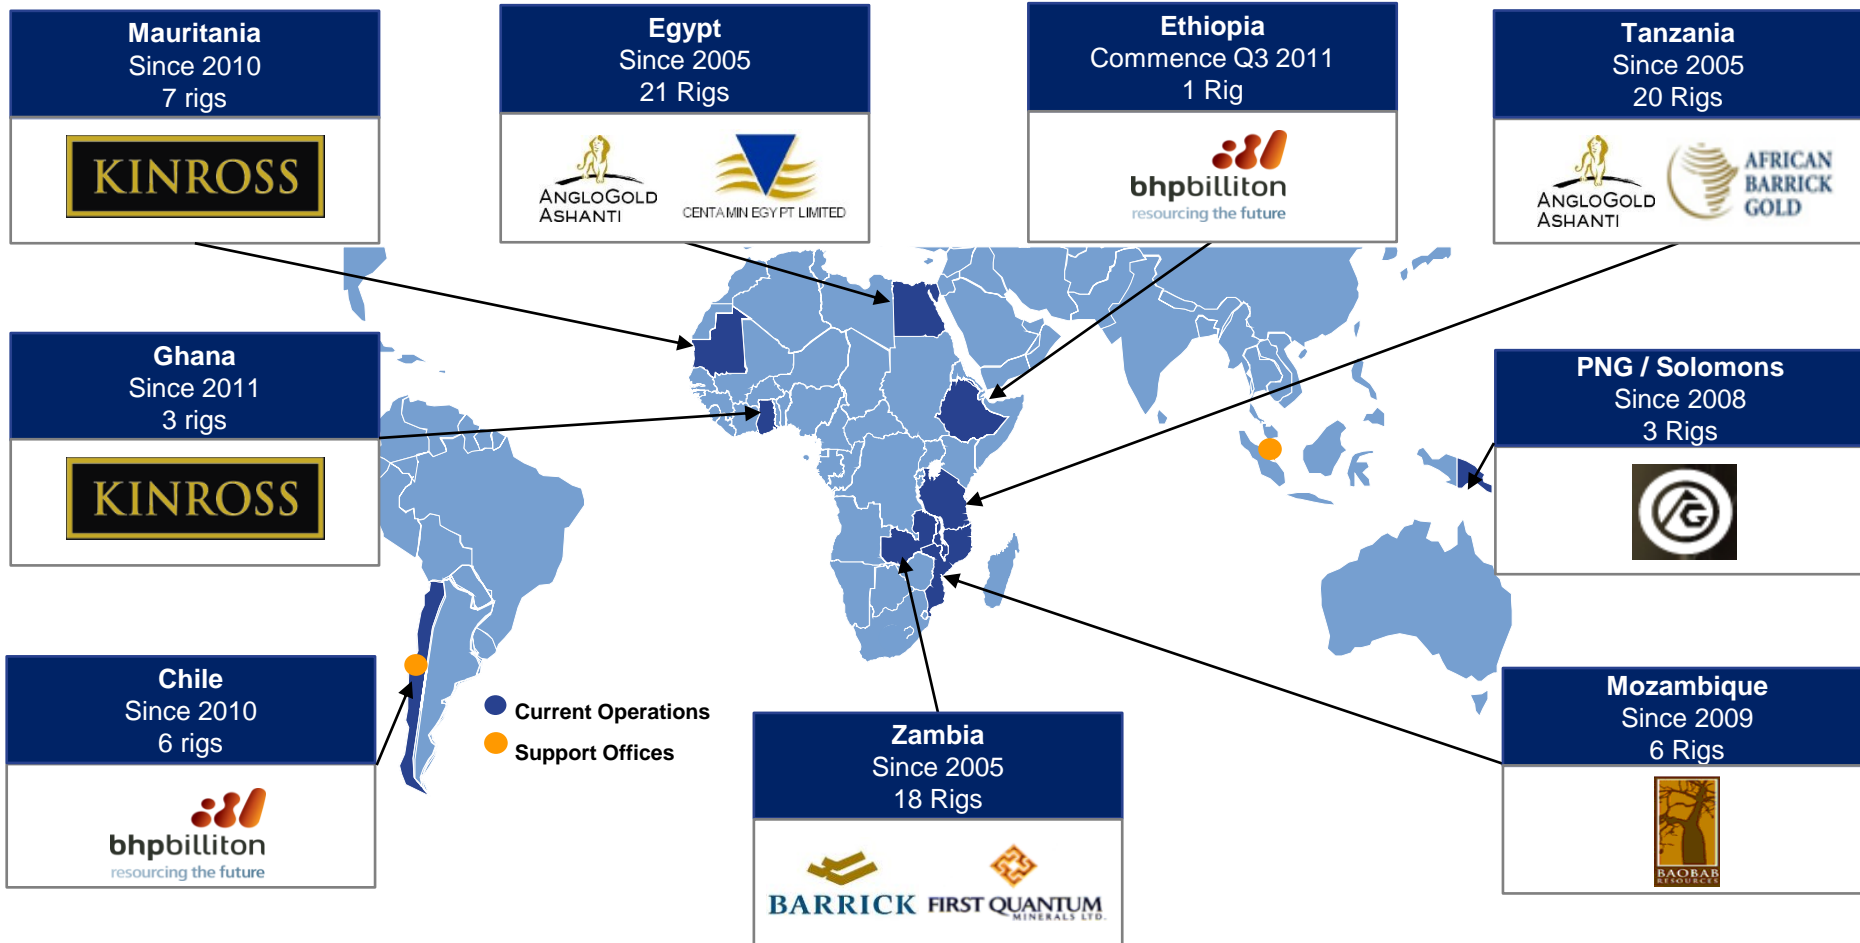 Mauritania
Since 2010
7 rigs
KINROSS
Egypt
Since 2005
21 Rigs
ANGLOGOLD
ASHANTI
CENTAMIN EGYPT LIMITED
Ethiopia
Commence Q3 2011
1 Rig
bhpbilliton
resourcing the future
Tanzania
Since 2005
20 Rigs
ANGLOGOLD
ASHANTI
AFRICAN
BARRICK
GOLD
Ghana
Since 2011
3 rigs
KINROSS
PNG / Solomons
Since 2008
3 Rigs
G
Chile
Since 2010
6 rigs
bhpbilliton
resourcing the future
Current Operations
Support Offices
Zambia
Since 2005
18 Rigs
BARRICK
FIRST QUANTUM
MINERALS LTD.
Mozambique
Since 2009
6 Rigs
BAOBAB
RESOURCES